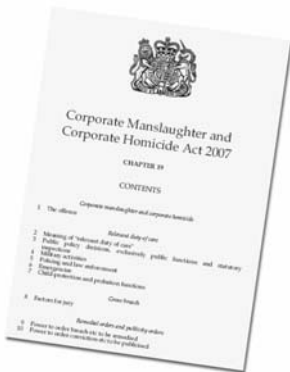 Corporate Manslaughter and
Corporate Homicide Act 2007
CHAPTER 19
CONTENTS
Corporate manslaughter and corporate homicide
1 The offence
Relevant duty of care
2 Meaning of “relevant duty of care”
3 Public policy decisions, exclusively public functions and statutory
inspections
4 Military activities
5 Policing and law enforcement
6 Emergencies
7 Child-protection and probation functions
Gross breach
8 Factors for jury
Remedial orders and publicity orders
9 Power to order breach etc to be remedied
10 Power to order conviction etc to be publicised